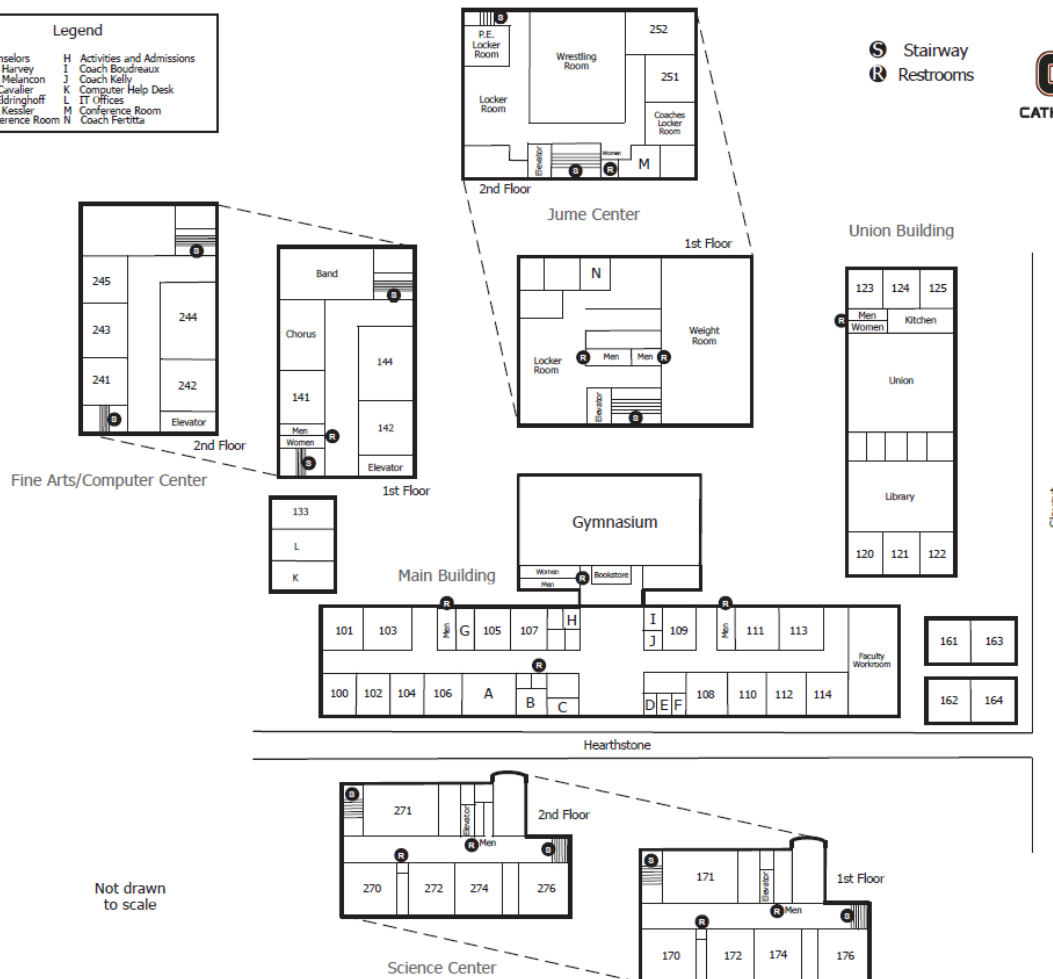 Legend
H Activities and Admissions
Harvey I Coach Boudreaux
Melancon J Coach Kelly
Cavalier K Computer Help Desk
L IT Offices
Kessler M Conference Room
Room N Coach Fertitta
S Stairway
R Restrooms
S
P.E.
Locker
Room
Wrestling
Room
252
251
Locker
Room
Coaches
Locker
Room
Elevator
S
Women
R
M
2nd Floor
Jume Center
1st Floor
N
Weight
Room
Locker
Room
R
Men
Men
R
Elevator
S
Union Building
123
124
125
R
Men
Women
Kitchen
Union
Library
120
121
122
S
245
243
244
241
242
S
Elevator
2nd Floor
Band
S
Chorus
144
141
142
Men
Women
R
S
Elevator
1st Floor
Fine Arts/Computer Center
133
L
K
Gymnasium
Women
Men
R
Bookstore
Main Building
R
R
101
103
Men
G
105
107
H
I
J
109
Men
111
113
Faculty
Workroom
R
100
102
104
106
A
B
C
D
E
F
108
110
112
114
161
163
162
164
Hearthstone
S
271
Elevator
2nd Floor
R
R
Men
S
270
272
274
276
S
171
Elevator
1st Floor
R
R
Men
S
170
172
174
176
Science Center
Not drawn
to scale